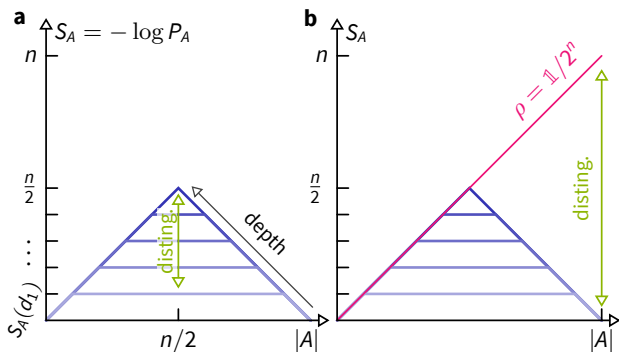 a
S_A = − log P_A
n
n/2
...
S_A(d_1)
disting.
depth
n/2
|A|
b
S_A
n
n/2
ρ = 𝟙/2^n
disting.
|A|